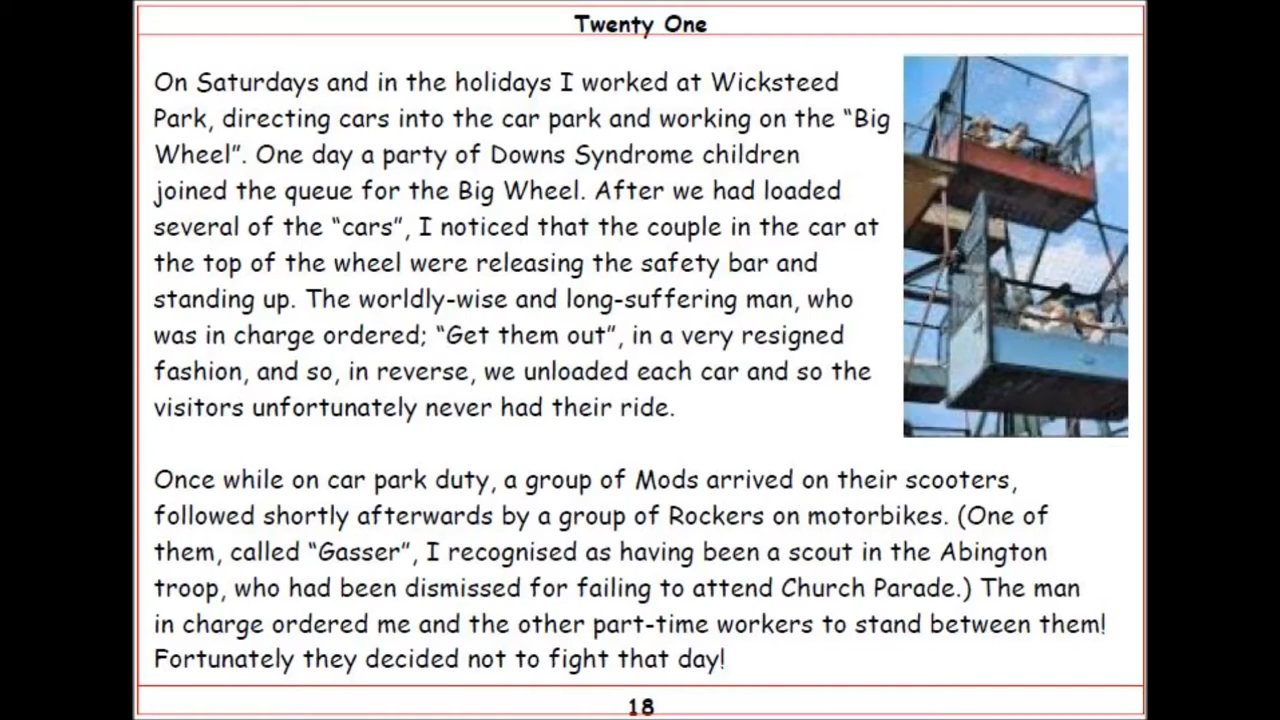 Twenty One
On Saturdays and in the holidays I worked at Wicksteed
Park, directing cars into the car park and working on the “Big
Wheel”. One day a party of Downs Syndrome children
joined the queue for the Big Wheel. After we had loaded
several of the “cars”, I noticed that the couple in the car at
the top of the wheel were releasing the safety bar and
standing up. The worldly-wise and long-suffering man, who
was in charge ordered; “Get them out”, in a very resigned
fashion, and so, in reverse, we unloaded each car and so the
visitors unfortunately never had their ride.
Once while on car park duty, a group of Mods arrived on their scooters,
followed shortly afterwards by a group of Rockers on motorbikes. (One of
them, called “Gasser”, I recognised as having been a scout in the Abington
troop, who had been dismissed for failing to attend Church Parade.) The man
in charge ordered me and the other part-time workers to stand between them!
Fortunately they decided not to fight that day!
18